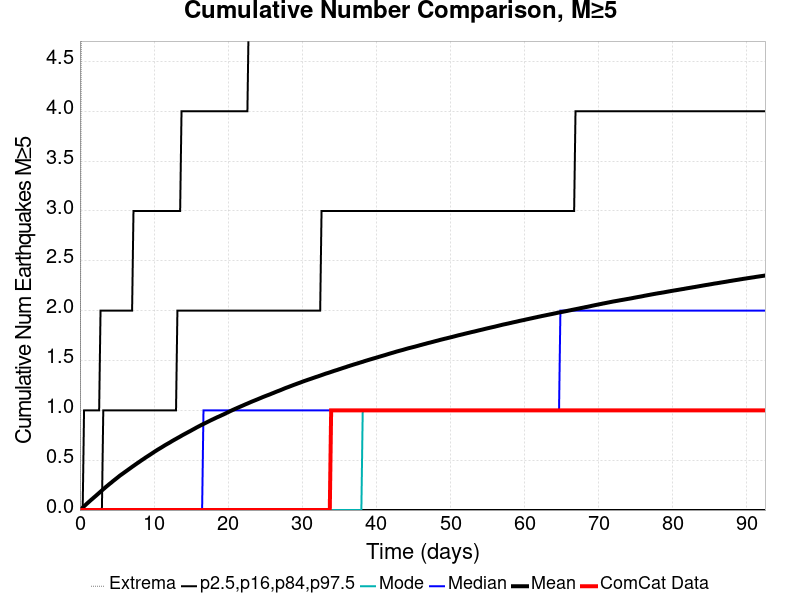 Cumulative Number Comparison, M≥5
Cumulative Num Earthquakes M≥5
4.5
4.0
3.5
3.0
2.5
2.0
1.5
1.0
0.5
0.0
0 10 20 30 40 50 60 70 80 90
Time (days)
Extrema p2.5,p16,p84,p97.5 Mode Median Mean ComCat Data